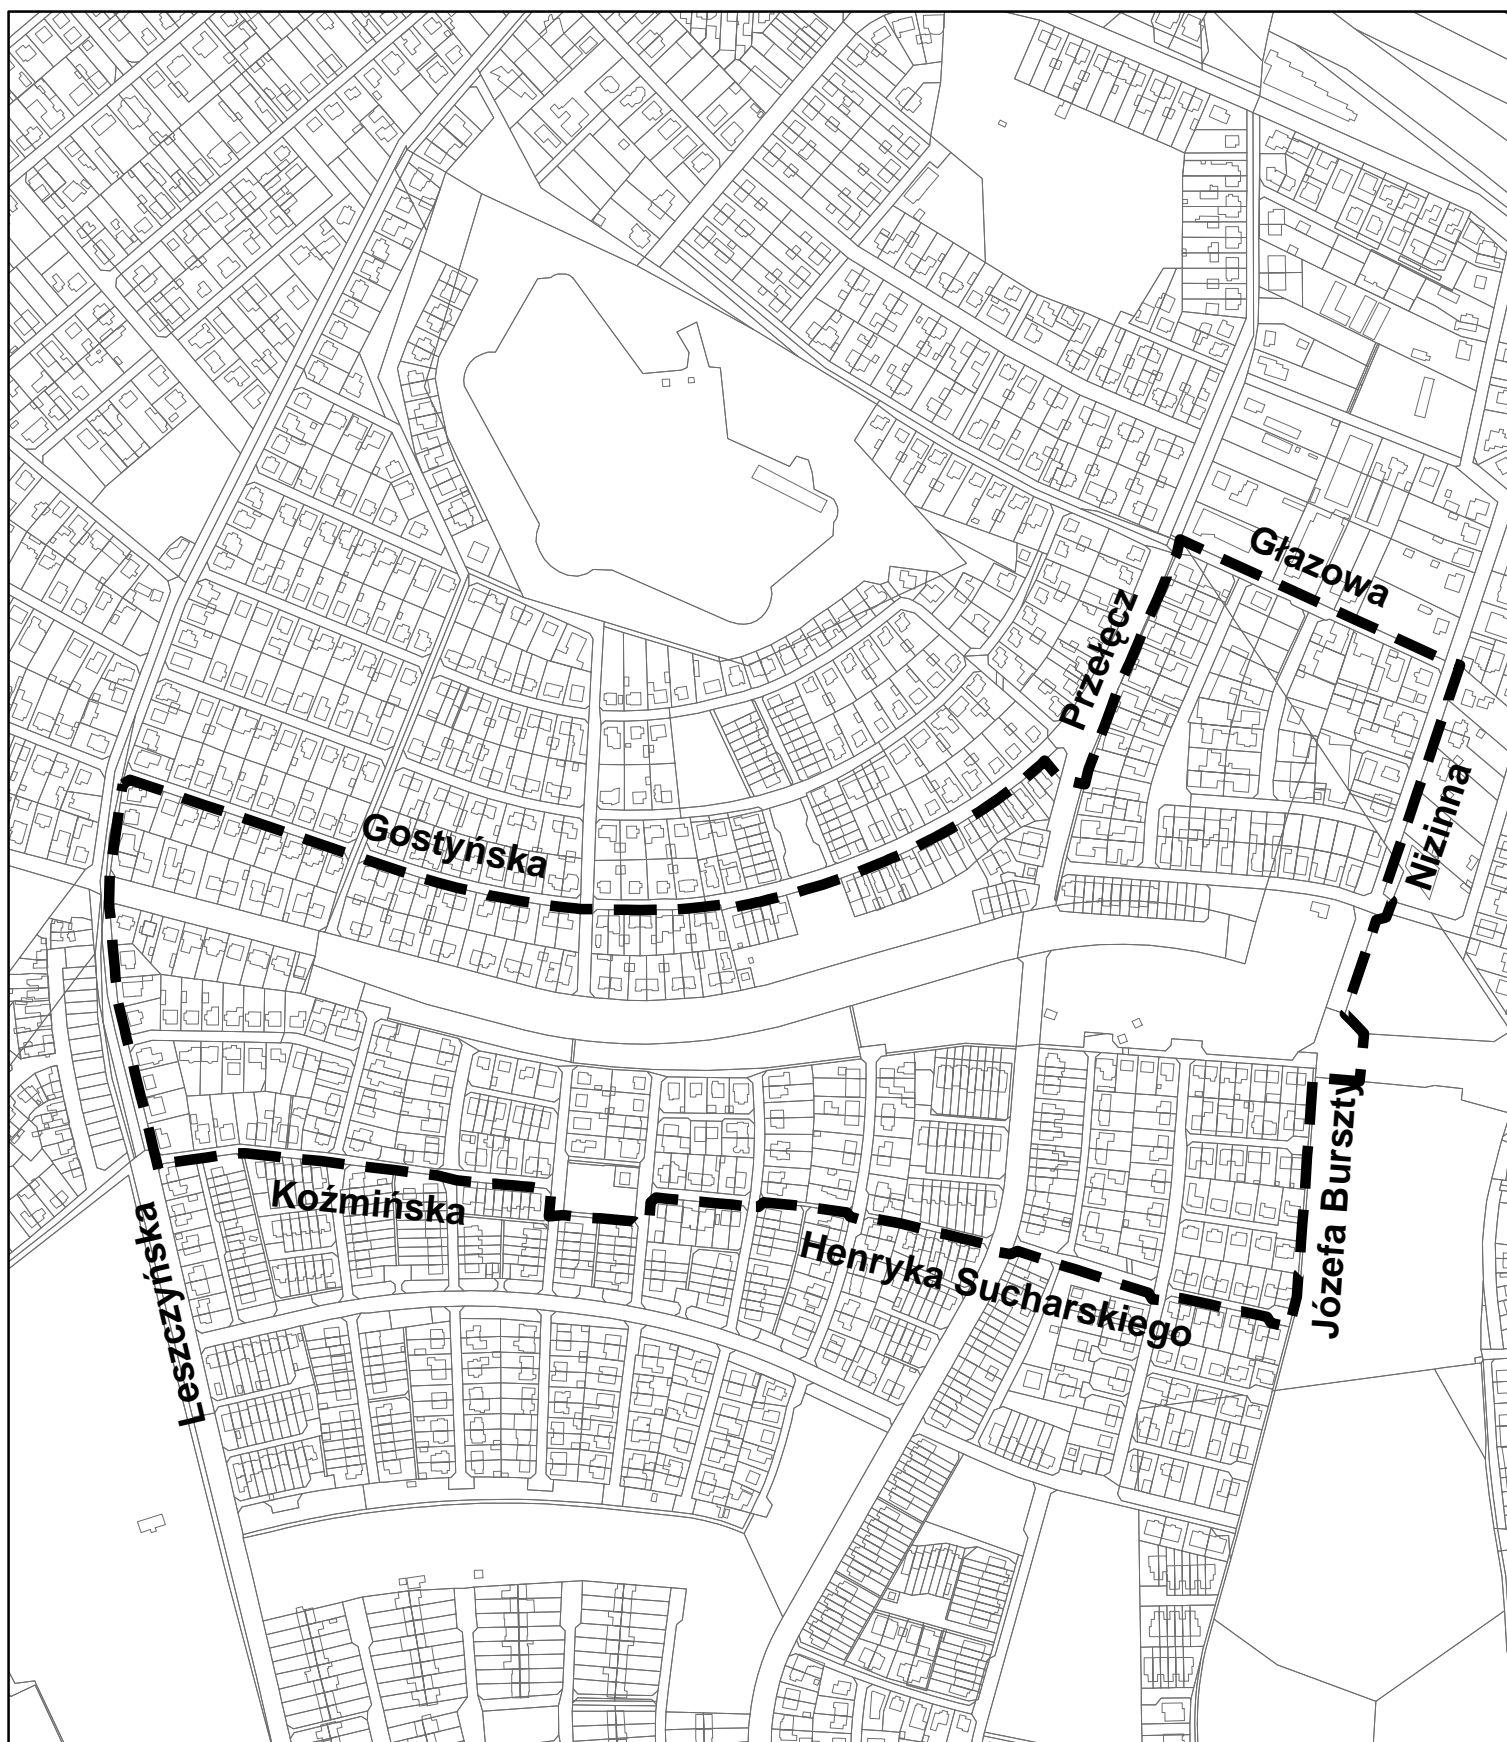 Głazowa
Przełęcz
Nizinna
Gostyńska
Koźmińska
Henryka Sucharskiego
Józefa Burszty
Leszczyńska